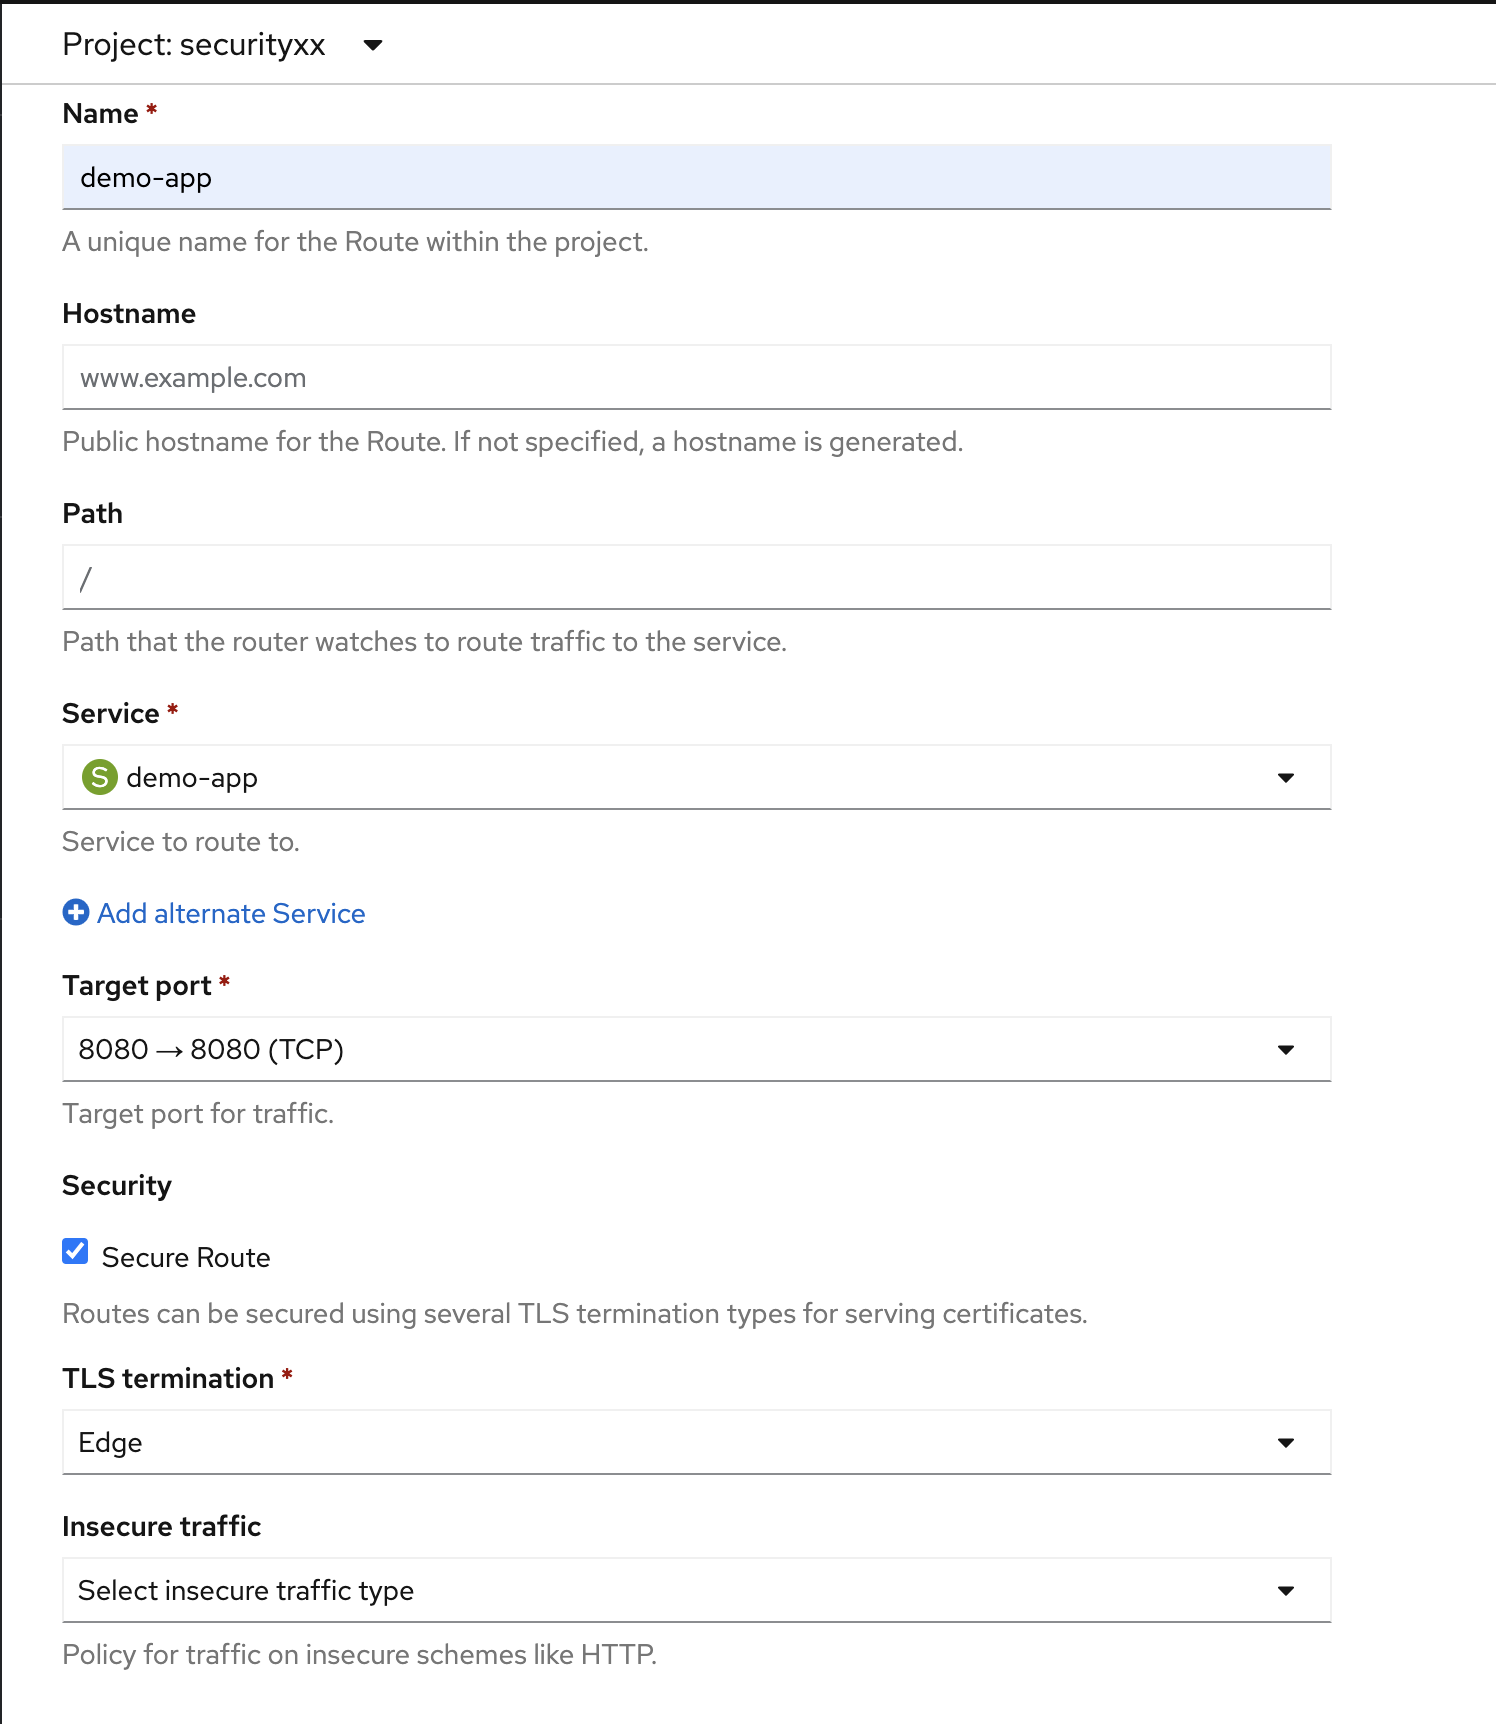 Project: securityxx
Name *
demo-app
A unique name for the Route within the project.
Hostname
www.example.com
Public hostname for the Route. If not specified, a hostname is generated.
Path
/
Path that the router watches to route traffic to the service.
Service *
S demo-app
Service to route to.
Add alternate Service
Target port *
8080 → 8080 (TCP)
Target port for traffic.
Security
Secure Route
Routes can be secured using several TLS termination types for serving certificates.
TLS termination *
Edge
Insecure traffic
Select insecure traffic type
Policy for traffic on insecure schemes like HTTP.